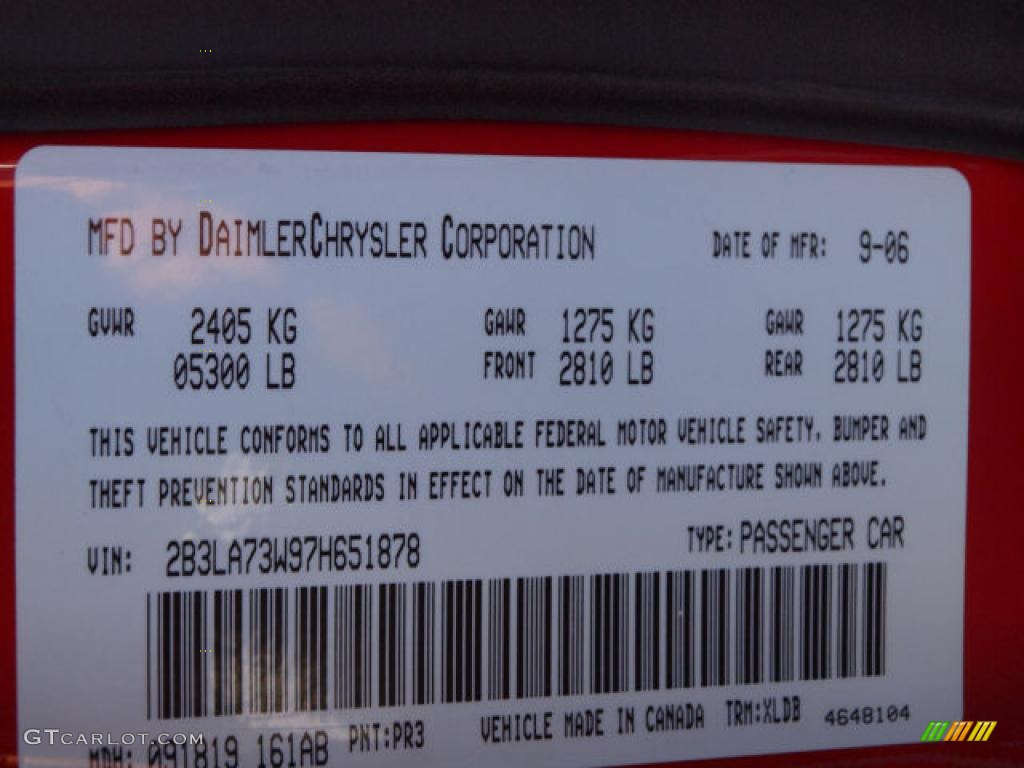 MFD BY DAIMLERCHRYSLER CORPORATION DATE OF MFR: 9-06
GVWR 2405 KG GAWR 1275 KG GAWR 1275 KG
05300 LB FRONT 2810 LB REAR 2810 LB
THIS VEHICLE CONFORMS TO ALL APPLICABLE FEDERAL MOTOR VEHICLE SAFETY, BUMPER AND
THEFT PREVENTION STANDARDS IN EFFECT ON THE DATE OF MANUFACTURE SHOWN ABOVE.
VIN: 2B3LA73W97H651878 TYPE: PASSENGER CAR
MDH: 091819 161AB PNT:PR3 VEHICLE MADE IN CANADA TRM:XLDB 4648104
GTCARLOT.COM